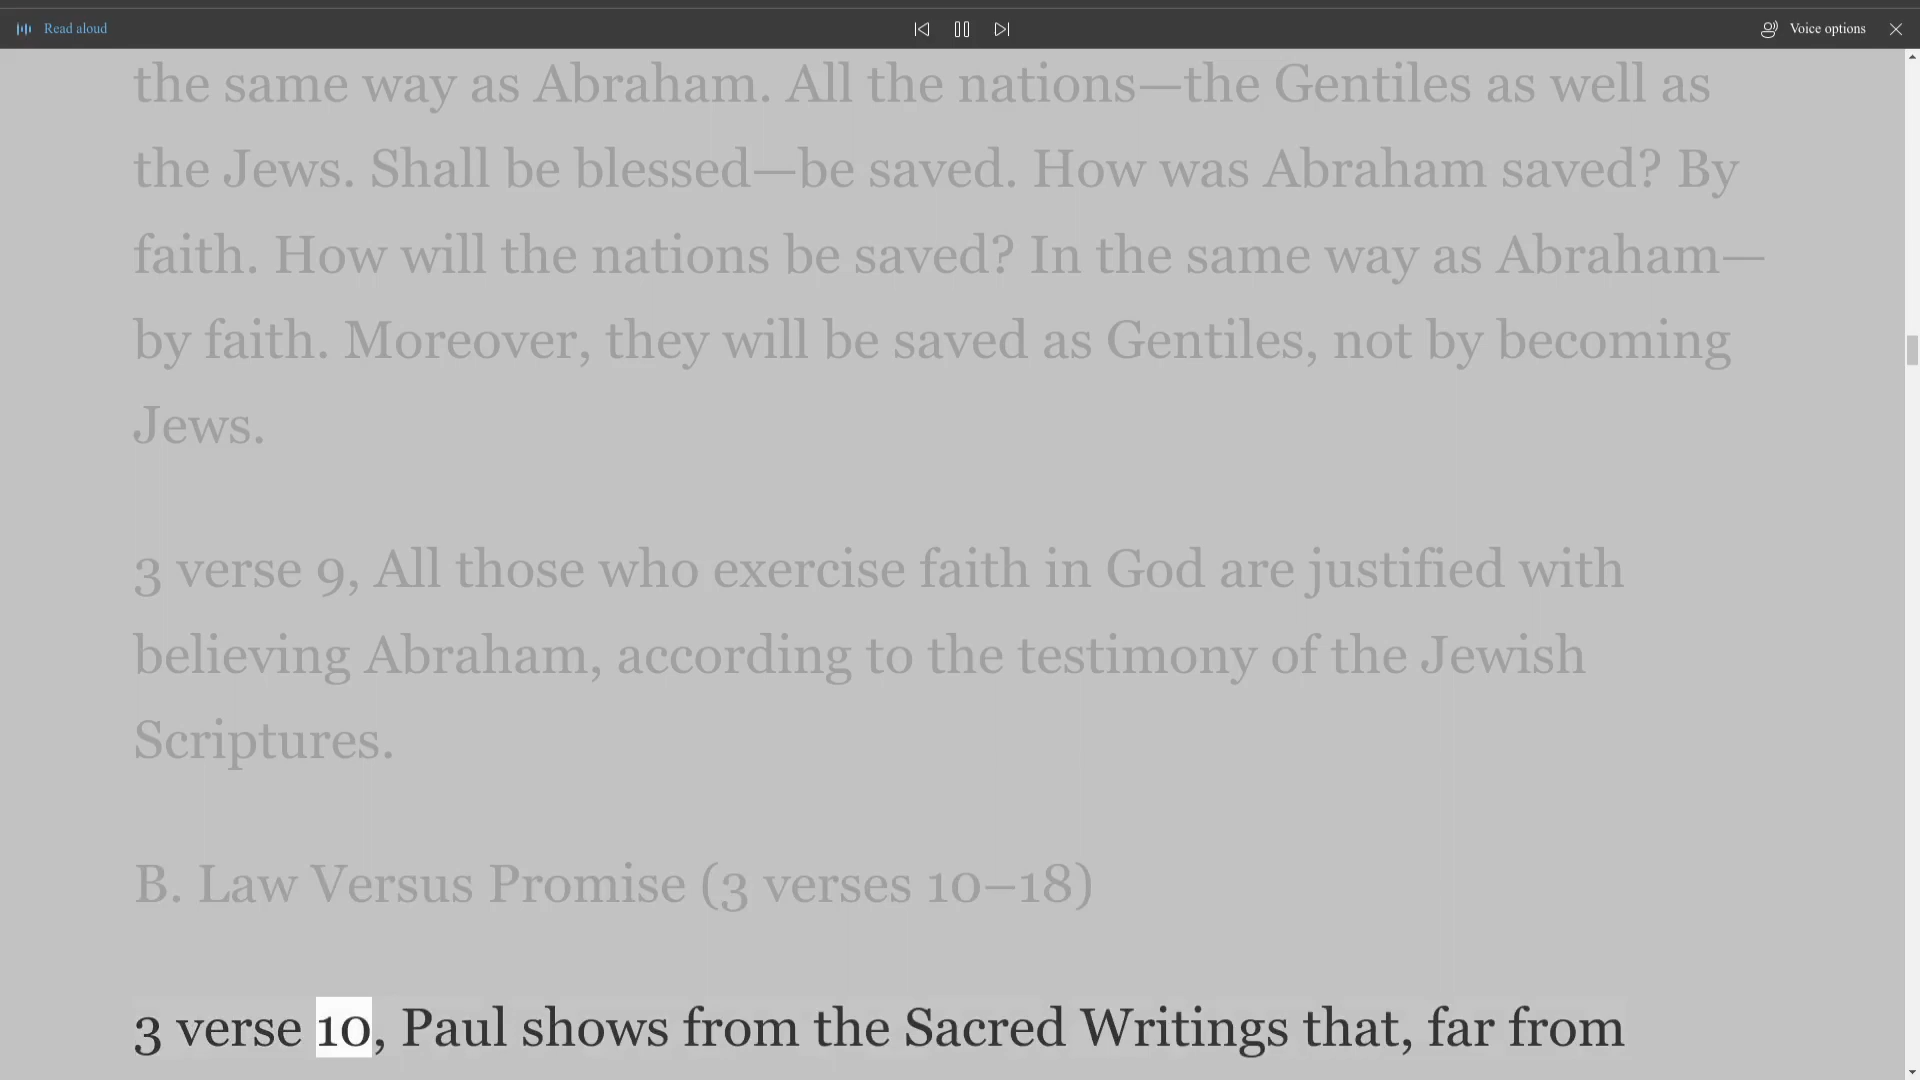 Read aloud
Voice options
the same way as Abraham. All the nations—the Gentiles as well as
the Jews. Shall be blessed—be saved. How was Abraham saved? By
faith. How will the nations be saved? In the same way as Abraham—
by faith. Moreover, they will be saved as Gentiles, not by becoming
Jews.
3 verse 9, All those who exercise faith in God are justified with
believing Abraham, according to the testimony of the Jewish
Scriptures.
B. Law Versus Promise (3 verses 10–18)
3 verse 10, Paul shows from the Sacred Writings that, far from